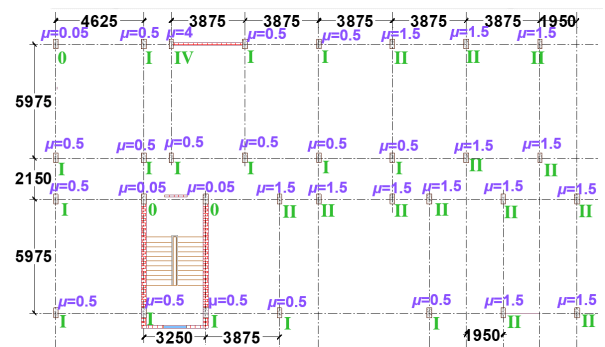 4625 3875 3875 3875 3875 3875 1950
μ=0.05 μ=0.5 μ=4 μ=0.5 μ=0.5 μ=1.5 μ=1.5 μ=1.5
0 I IV I I II II II
5975
μ=0.5 μ=0.5 μ=0.5 μ=0.5 μ=0.5 μ=0.5 μ=1.5 μ=1.5
I I I I I I II II
2150
μ=0.5 μ=0.05 μ=0.05 μ=1.5 μ=1.5 μ=1.5 μ=1.5 μ=1.5 μ=1.5
I 0 0 II II II II II II
5975
μ=0.5 μ=0.5 μ=0.5 μ=0.5 μ=0.5 μ=1.5 μ=1.5
I I I I I II II
3250 3875 1950